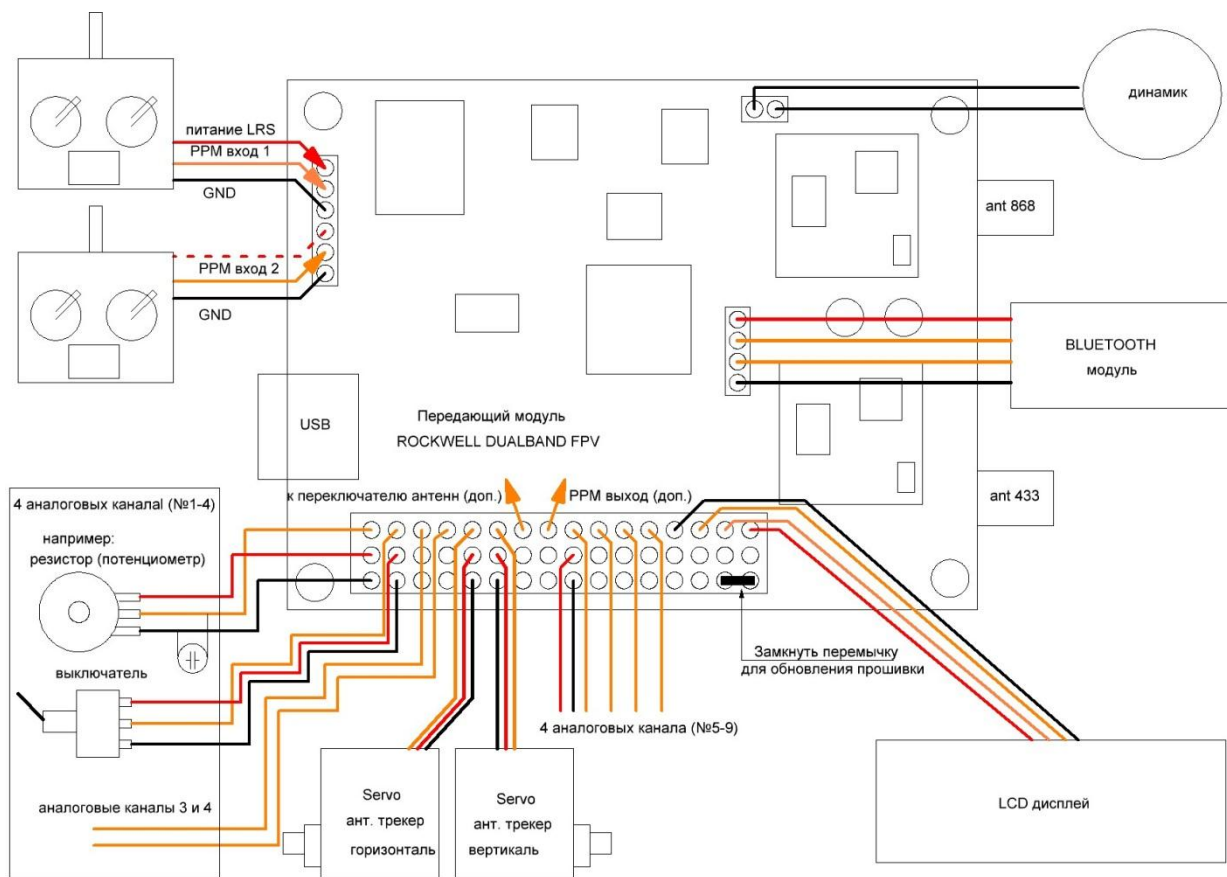 питание LRS
PPM вход 1
GND
PPM вход 2
GND
динамик
ant 868
BLUETOOTH
модуль
USB
Передающий модуль
ROCKWELL DUALBAND FPV
ant 433
к переключателю антенн (доп.)
PPM выход (доп.)
4 аналоговых каналаl (№1-4)
например:
резистор (потенциометр)
выключатель
аналоговые каналы 3 и 4
Замкнуть перемычку
для обновления прошивки
4 аналоговых канала (№5-9)
Servo
ант. трекер
горизонталь
Servo
ант. трекер
вертикаль
LCD дисплей